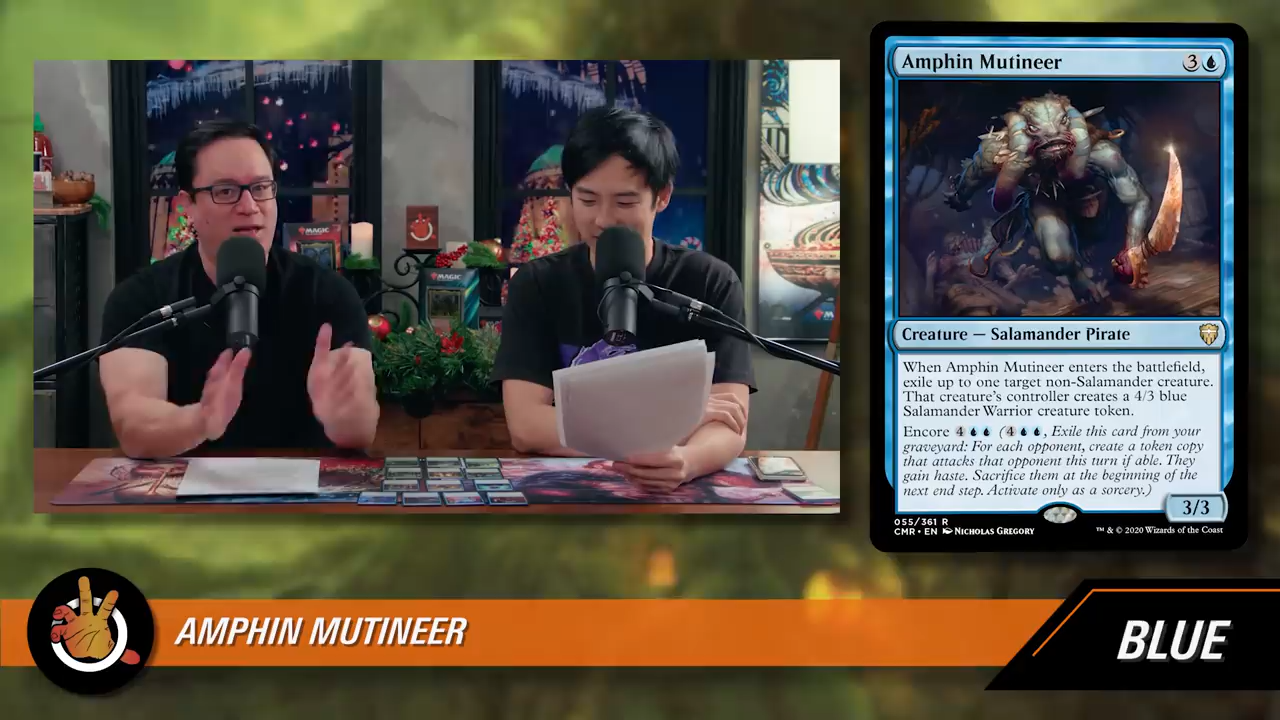 Amphin Mutineer 3
Creature — Salamander Pirate
When Amphin Mutineer enters the battlefield,
exile up to one target non-Salamander creature.
That creature's controller creates a 4/3 blue
Salamander Warrior creature token.
Encore 4 (4, Exile this card from your
graveyard: For each opponent, create a token copy
that attacks that opponent this turn if able. They
gain haste. Sacrifice them at the beginning of the
next end step. Activate only as a sorcery.)
3/3
055/361 R
CMR • EN NICHOLAS GREGORY
™ & © 2020 Wizards of the Coast
MAGIC
MAGIC
AMPHIN MUTINEER
BLUE